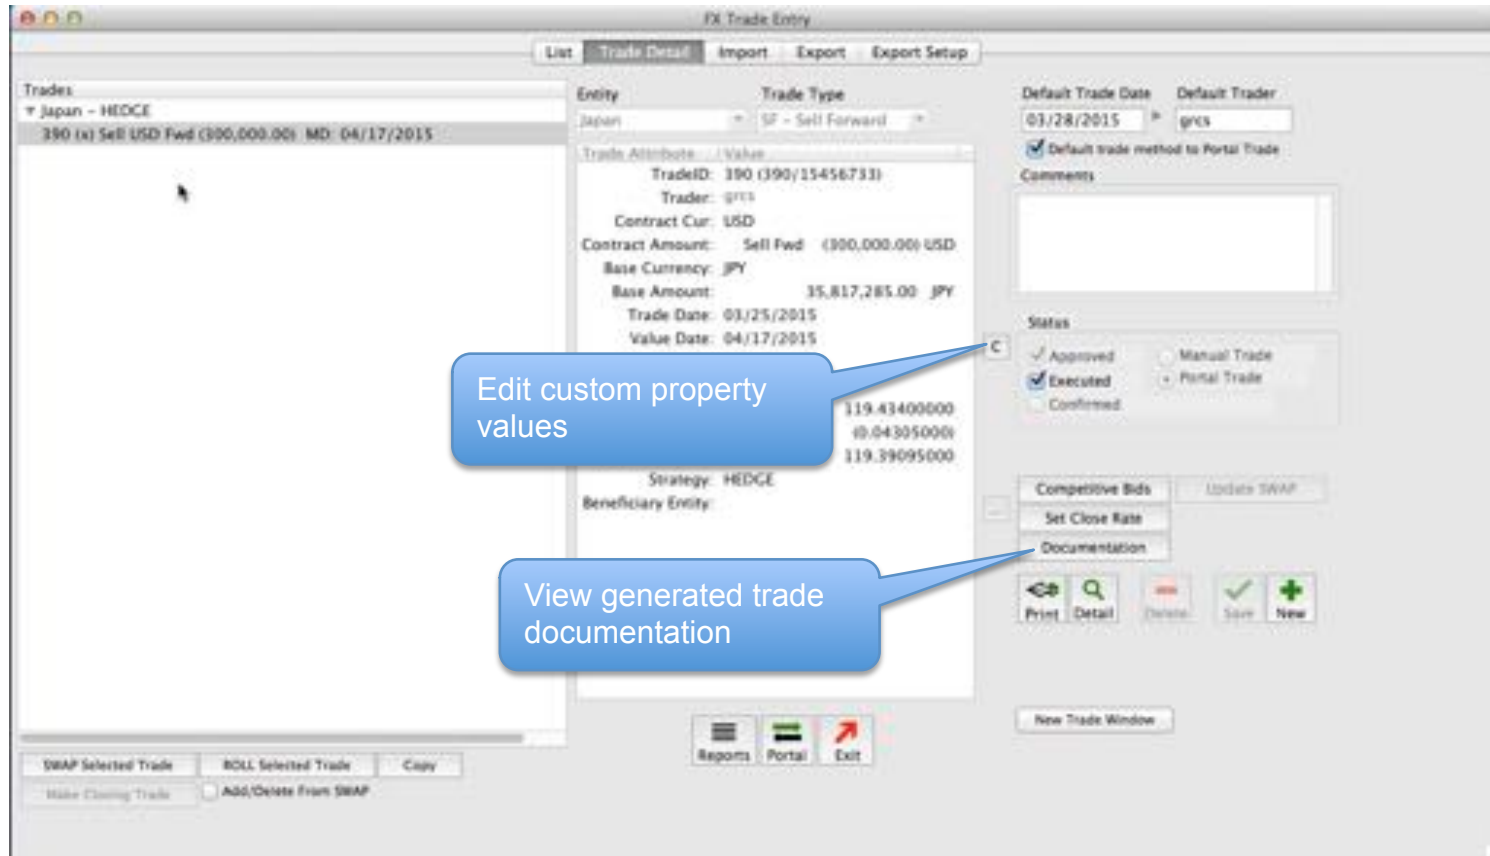 FX Trade Entry
List Trade Detail Import Export Export Setup
Trades
Japan - HEDGE
390 (x) Sell USD Fwd (300,000.00) MD: 04/17/2015
SWAP Selected Trade ROLL Selected Trade Copy
Make Closing Trade Add/Delete From SWAP
Entity Trade Type
Japan SF - Sell Forward
Trade Attribute Value
TradeID: 390 (390/15456733)
Trader: grcs
Contract Cur: USD
Contract Amount: Sell Fwd (300,000.00) USD
Base Currency: JPY
Base Amount: 35,817,285.00 JPY
Trade Date: 03/25/2015
Value Date: 04/17/2015
Edit custom property
values
119.43400000
(0.04305000)
119.39095000
Strategy: HEDGE
Beneficiary Entity:
View generated trade
documentation
Reports Portal Exit
Default Trade Date Default Trader
03/28/2015 grcs
Default trade method to Portal Trade
Comments
Status
C
Approved Manual Trade
Executed Portal Trade
Confirmed
Competitive Bids Update SWAP
...
Set Close Rate
Documentation
Print Detail Delete Save New
New Trade Window